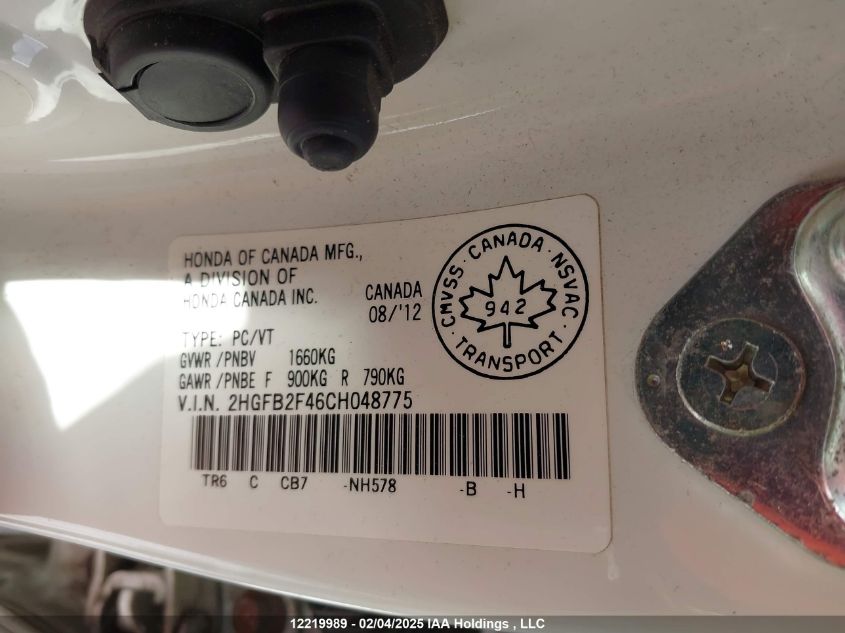 HONDA OF CANADA MFG.,
A DIVISION OF
HONDA CANADA INC.
CANADA
08/'12
TYPE: PC/VT
GVWR /PNBV 1660KG
GAWR /PNBE F 900KG R 790KG
V.I.N. 2HGFB2F46CH048775
TR6 C CB7 -NH578 -B -H
CMVSS · CANADA · NSVAC
942
· TRANSPORT ·
12219989 - 02/04/2025 IAA Holdings , LLC